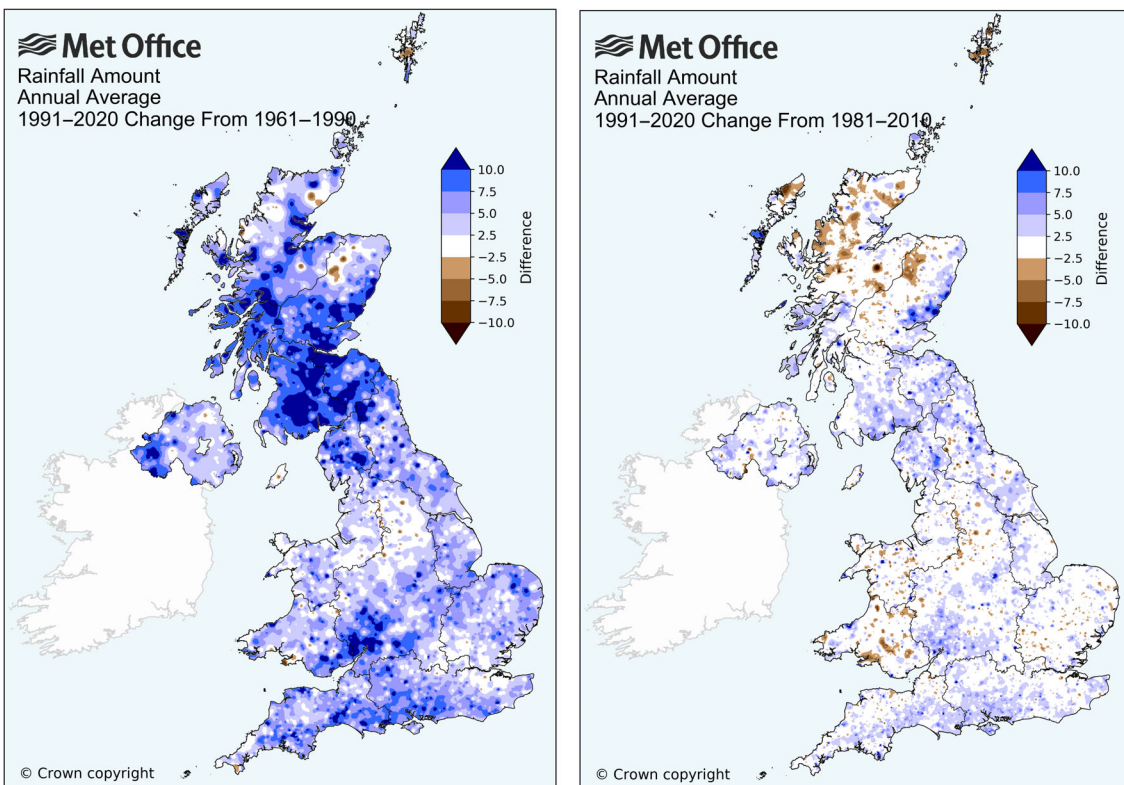 Met Office
Rainfall Amount
Annual Average
1991–2020 Change From 1961–1990
10.0
7.5
5.0
2.5
−2.5
−5.0
−7.5
−10.0
Difference
© Crown copyright
Met Office
Rainfall Amount
Annual Average
1991–2020 Change From 1981–2010
10.0
7.5
5.0
2.5
−2.5
−5.0
−7.5
−10.0
Difference
© Crown copyright